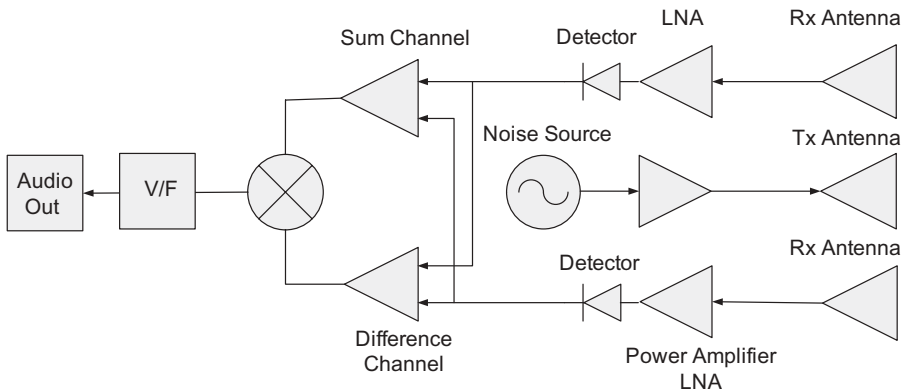 LNA
Rx Antenna
Sum Channel
Detector
Noise Source
Tx Antenna
Audio
Out
V/F
Rx Antenna
Detector
Difference
Channel
Power Amplifier
LNA